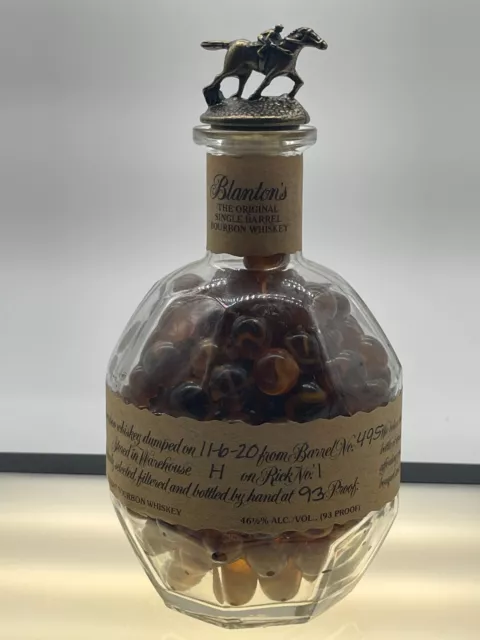 Blanton's
THE ORIGINAL
SINGLE BARREL
BOURBON WHISKEY
whiskey dumped on 11-6-20 from Barrel No. 495
Stored in Warehouse H on Rick No. 1
selected, filtered and bottled by hand at 93 Proof.
BOURBON WHISKEY
46½% ALC./VOL. (93 PROOF)